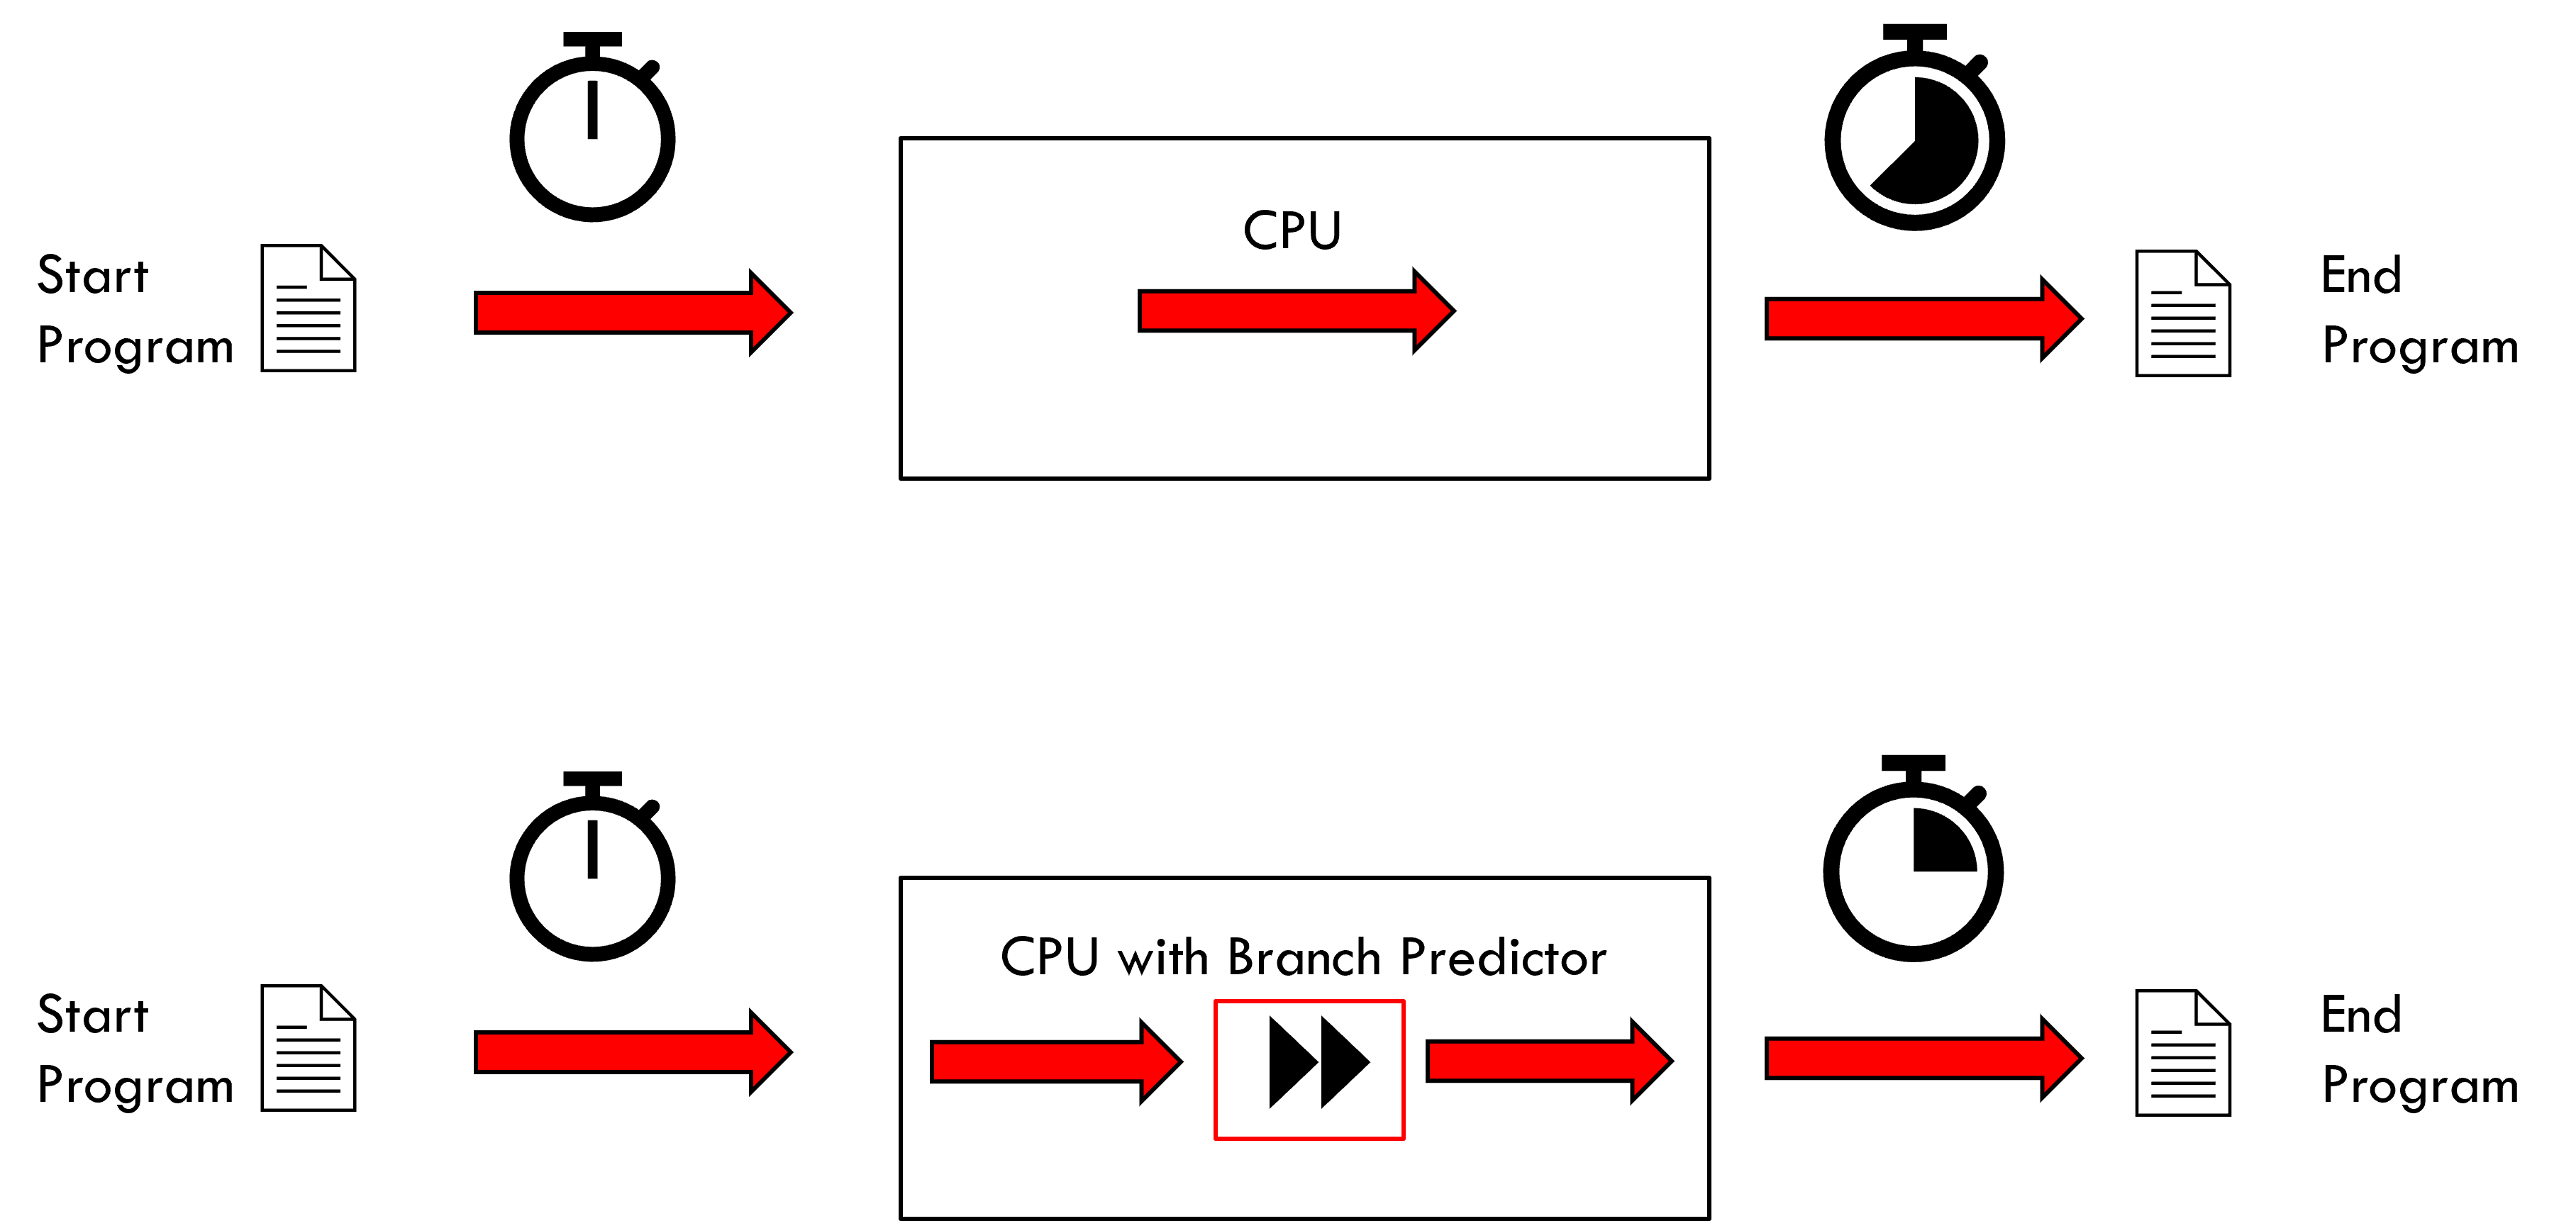 Start
Program
CPU
End
Program
Start
Program
CPU with Branch Predictor
End
Program